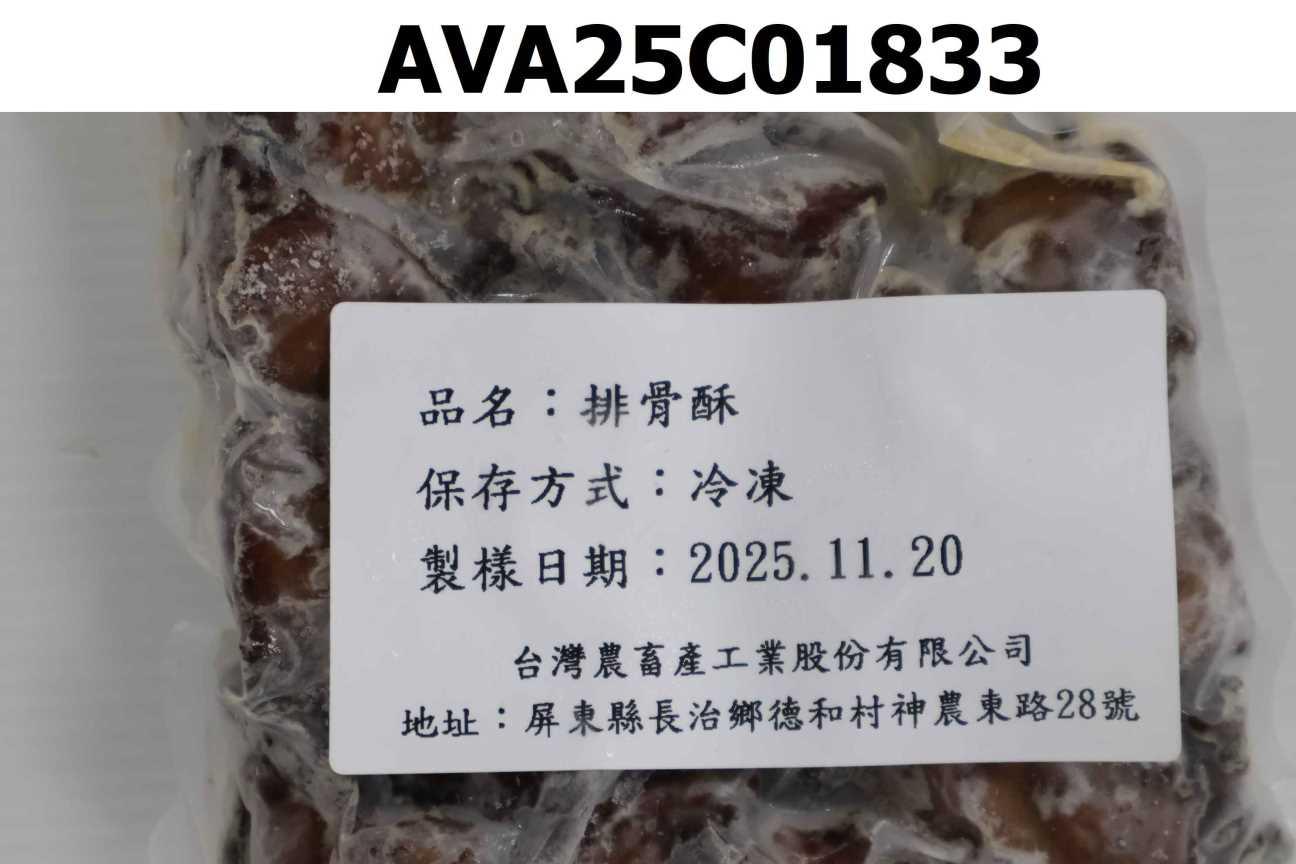 AVA25C01833
品名：排骨酥
保存方式：冷凍
製樣日期：2025.11.20
台灣農畜產工業股份有限公司
地址：屏東縣長治鄉德和村神農東路28號